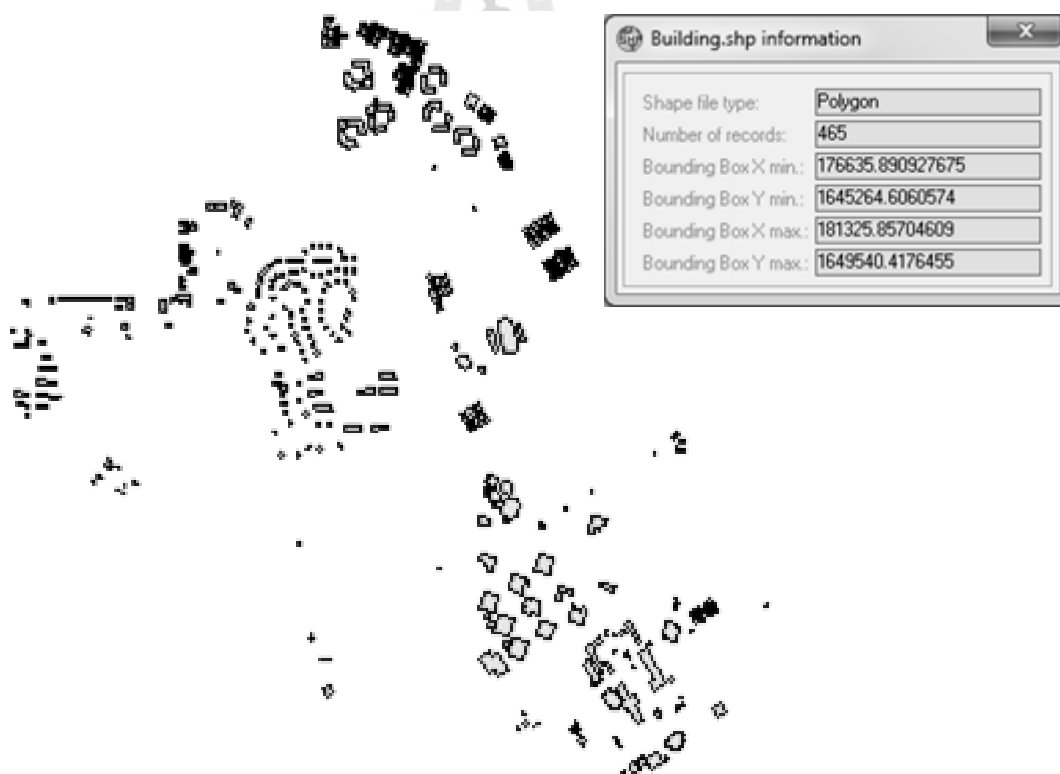 Building.shp information
Shape file type: Polygon
Number of records: 465
Bounding Box X min.: 176635.890927675
Bounding Box Y min.: 1645264.6060574
Bounding Box X max.: 181325.85704609
Bounding Box Y max.: 1649540.4176455